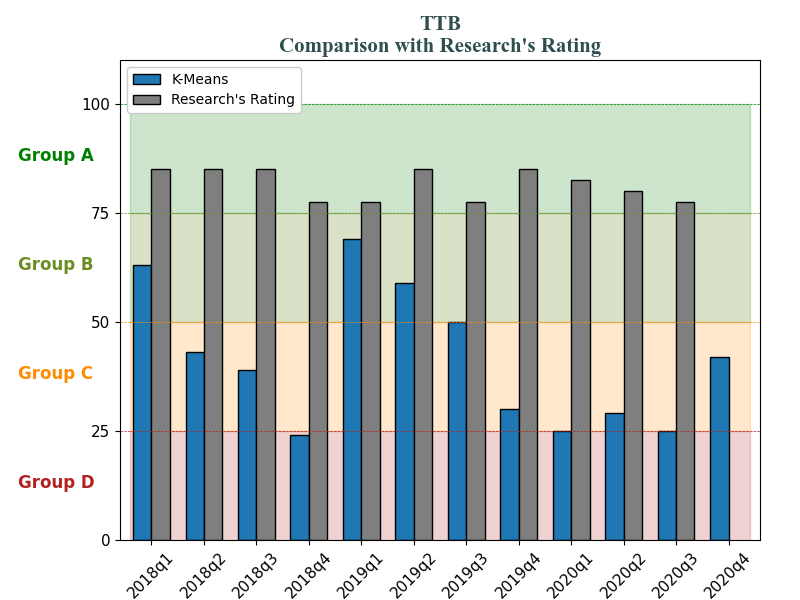 TTB
Comparison with Research's Rating
K-Means
Research's Rating
100
Group A
75
Group B
50
Group C
25
Group D
0
2018q1
2018q2
2018q3
2018q4
2019q1
2019q2
2019q3
2019q4
2020q1
2020q2
2020q3
2020q4